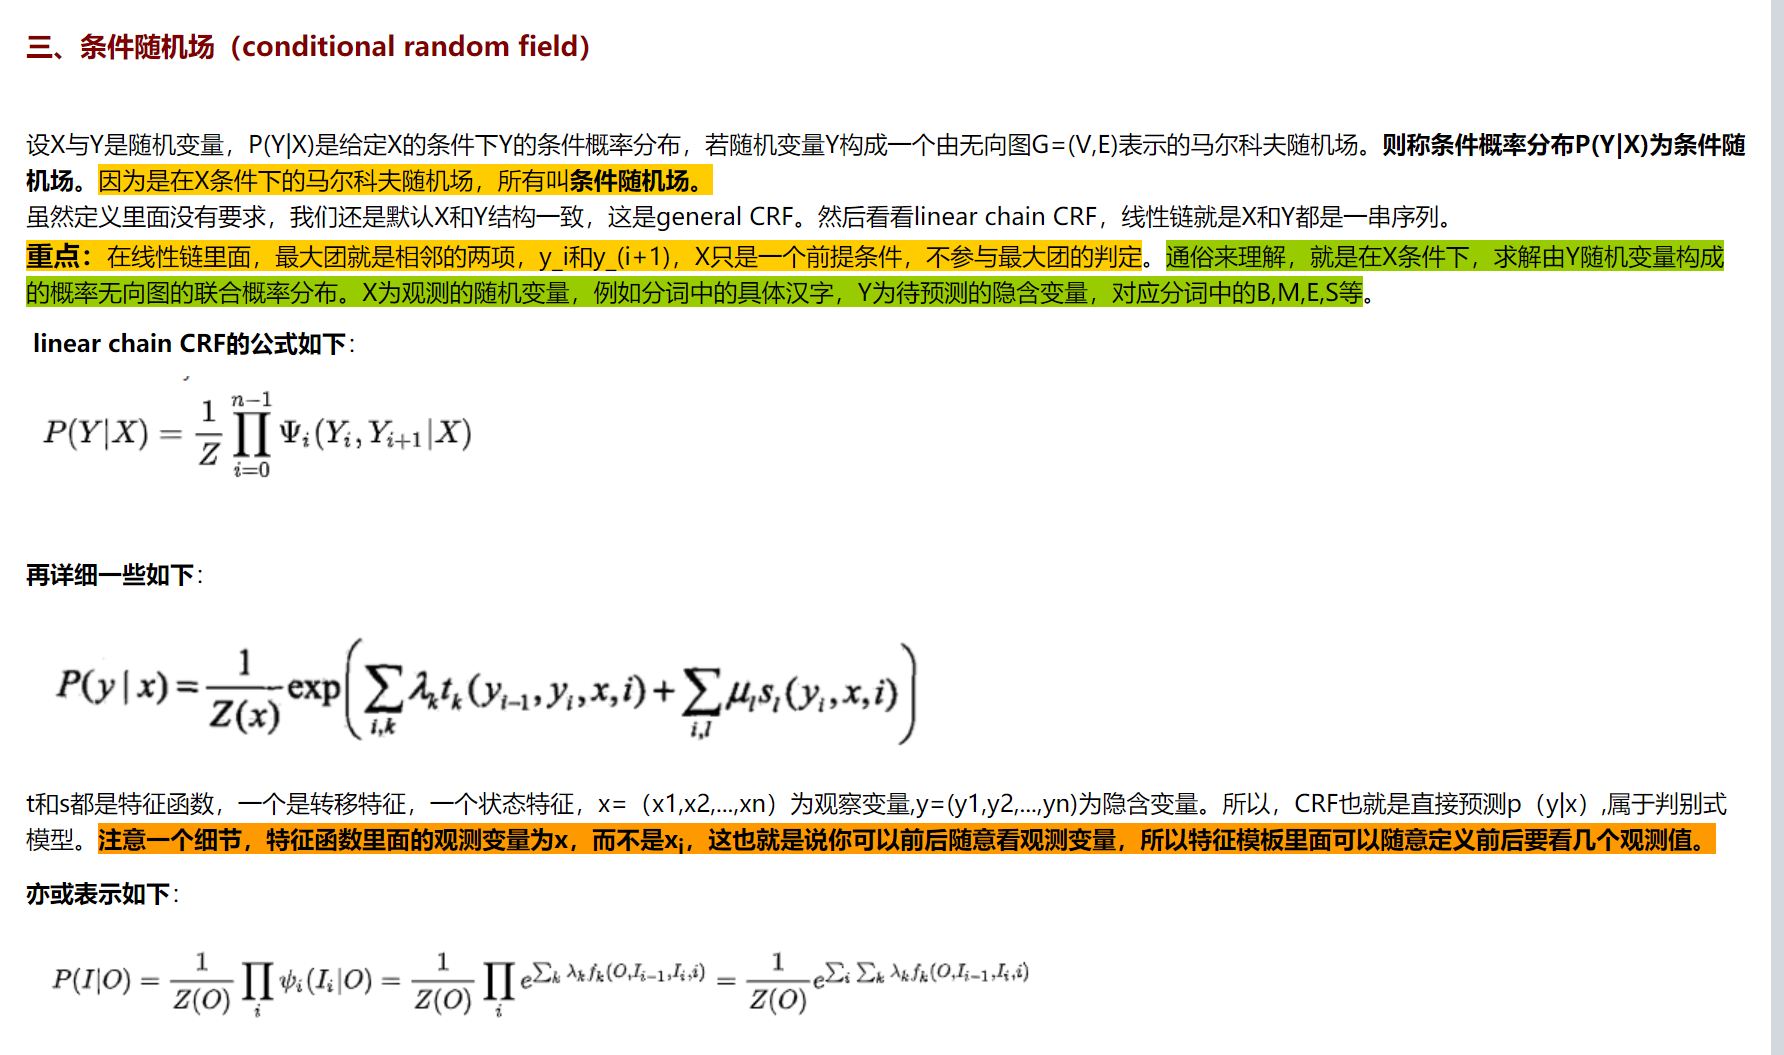 三、条件随机场（conditional random field）
设X与Y是随机变量，P(Y|X)是给定X的条件下Y的条件概率分布，若随机变量Y构成一个由无向图G=(V,E)表示的马尔科夫随机场。则称条件概率分布P(Y|X)为条件随
机场。因为是在X条件下的马尔科夫随机场，所有叫条件随机场。
虽然定义里面没有要求，我们还是默认X和Y结构一致，这是general CRF。然后看看linear chain CRF，线性链就是X和Y都是一串序列。
重点：在线性链里面，最大团就是相邻的两项，y_i和y_(i+1)，X只是一个前提条件，不参与最大团的判定。通俗来理解，就是在X条件下，求解由Y随机变量构成
的概率无向图的联合概率分布。X为观测的随机变量，例如分词中的具体汉字，Y为待预测的隐含变量，对应分词中的B,M,E,S等。
linear chain CRF的公式如下：
P(Y|X) = \frac{1}{Z} \prod_{i=0}^{n-1} Ψ_i(Y_i, Y_{i+1}|X)
再详细一些如下：
P(y|x) = \frac{1}{Z(x)} exp(\sum_{i,k} λ_k t_k(y_{i-1}, y_i, x, i) + \sum_{i,l} μ_l s_l(y_i, x, i))
t和s都是特征函数，一个是转移特征，一个状态特征，x=（x1,x2,...,xn）为观察变量,y=(y1,y2,...,yn)为隐含变量。所以，CRF也就是直接预测p（y|x）,属于判别式
模型。注意一个细节，特征函数里面的观测变量为x，而不是x_i，这也就是说你可以前后随意看观测变量，所以特征模板里面可以随意定义前后要看几个观测值。
亦或表示如下：
P(I|O) = \frac{1}{Z(O)} \prod_i ψ_i(I_i|O) = \frac{1}{Z(O)} \prod_i e^{\sum_k λ_k f_k(O,I_{i-1},I_i,i)} = \frac{1}{Z(O)} e^{\sum_i \sum_k λ_k f_k(O,I_{i-1},I_i,i)}